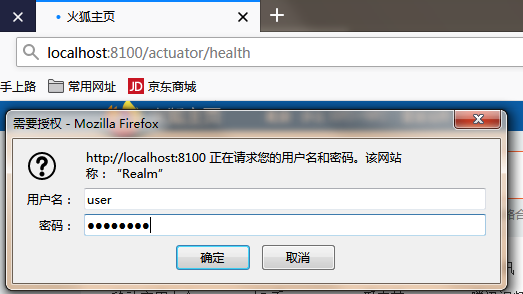 火狐主页
localhost:8100/actuator/health
手上路 常用网址 JD 京东商城
需要授权 - Mozilla Firefox
http://localhost:8100 正在请求您的用户名和密码。该网站
称：“Realm”
用户名： user
密码： ●●●●●●●●
确定 取消